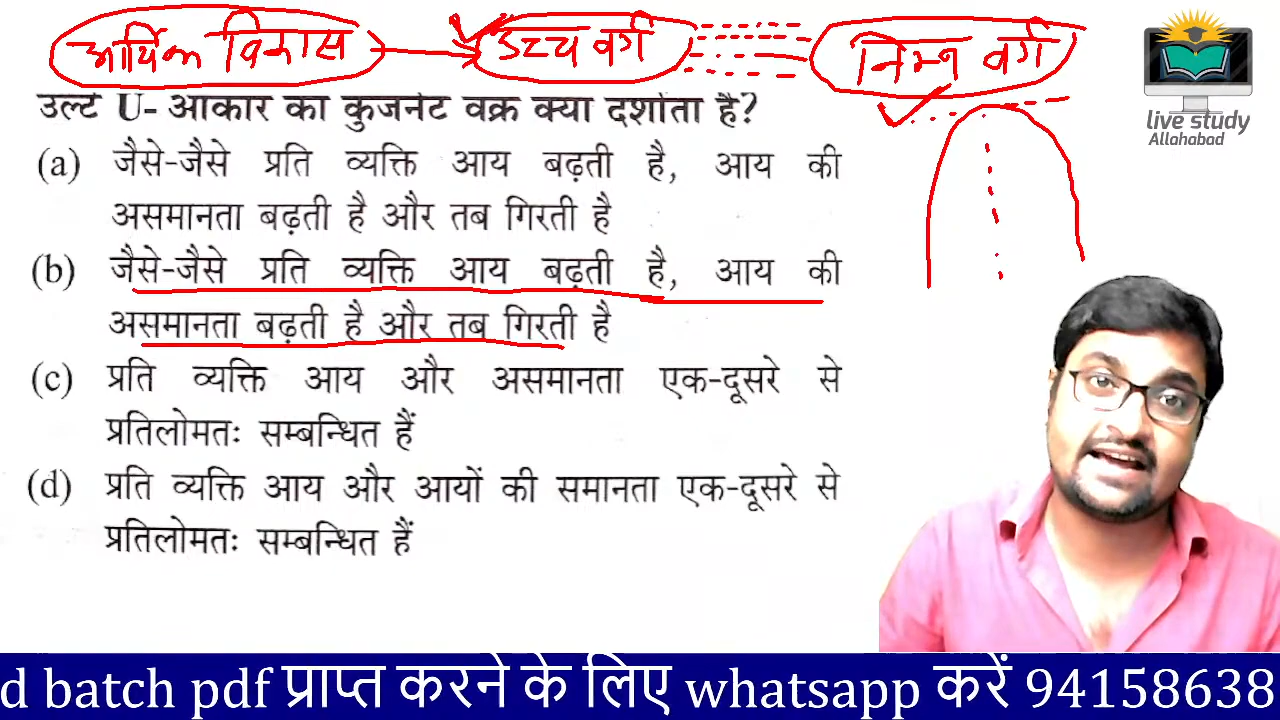 आर्थिक विकास उच्च वर्ग निम्न वर्ग
उल्टे U- आकार का कुजनेट वक्र क्या दर्शाता है?
(a) जैसे-जैसे प्रति व्यक्ति आय बढ़ती है, आय की
असमानता बढ़ती है और तब गिरती है
(b) जैसे-जैसे प्रति व्यक्ति आय बढ़ती है, आय की
असमानता बढ़ती है और तब गिरती है
(c) प्रति व्यक्ति आय और असमानता एक-दूसरे से
प्रतिलोमतः सम्बन्धित हैं
(d) प्रति व्यक्ति आय और आयों की समानता एक-दूसरे से
प्रतिलोमतः सम्बन्धित हैं
live study
Allahabad
d batch pdf प्राप्त करने के लिए whatsapp करें 94158638